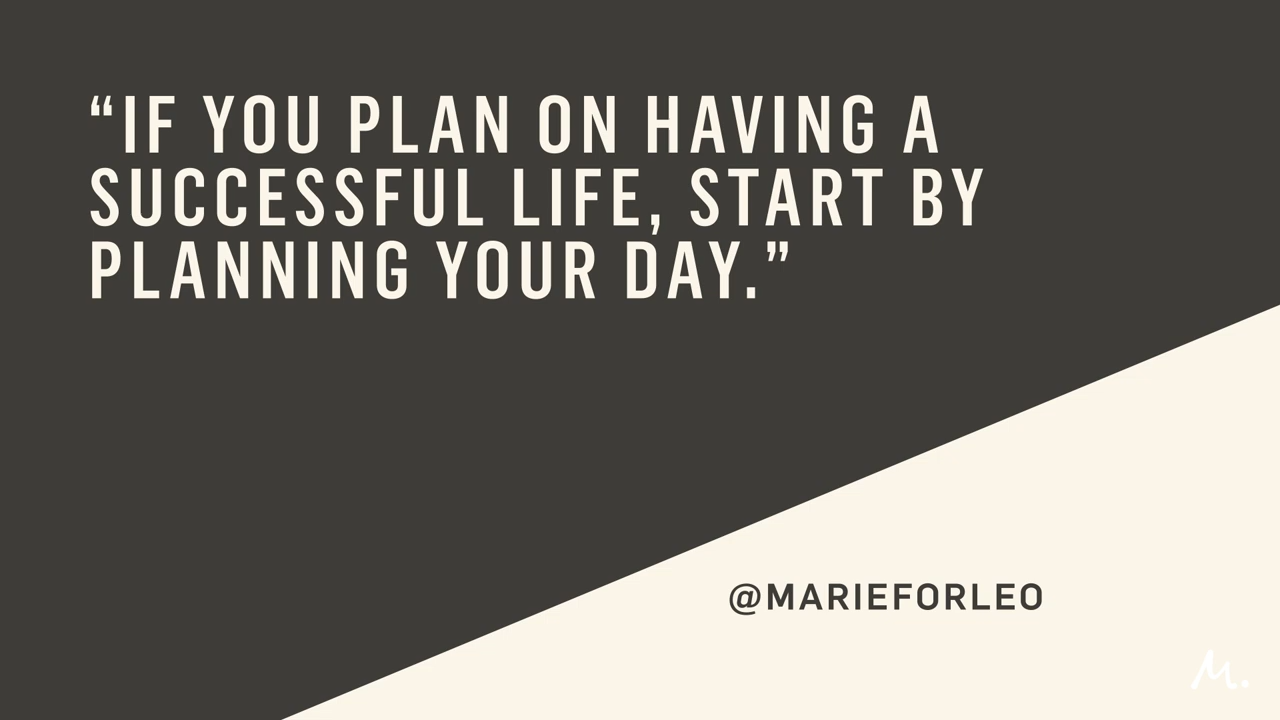 “IF YOU PLAN ON HAVING A
SUCCESSFUL LIFE, START BY
PLANNING YOUR DAY.”
@MARIEFORLEO
M.